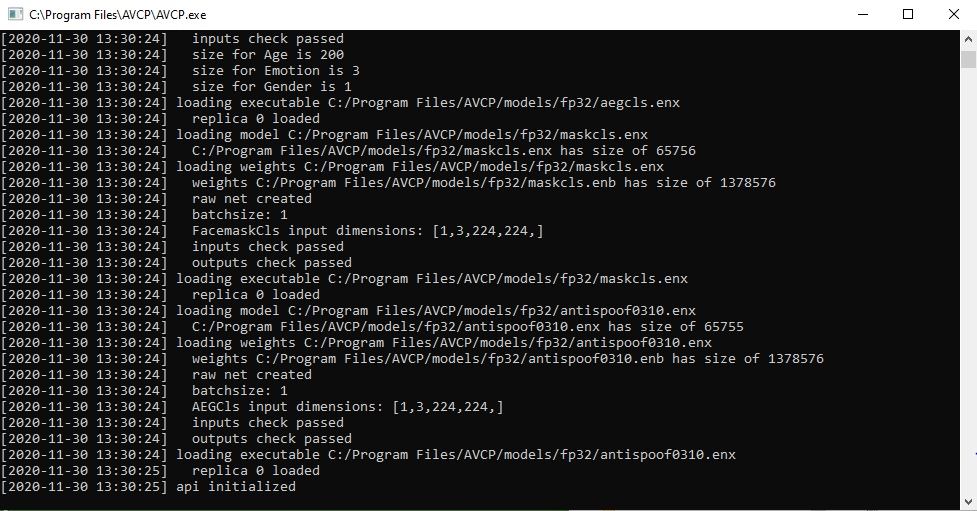 C:\Program Files\AVCP\AVCP.exe
[2020-11-30 13:30:24]   inputs check passed
[2020-11-30 13:30:24]   size for Age is 200
[2020-11-30 13:30:24]   size for Emotion is 3
[2020-11-30 13:30:24]   size for Gender is 1
[2020-11-30 13:30:24] loading executable C:/Program Files/AVCP/models/fp32/aegcls.enx
[2020-11-30 13:30:24]   replica 0 loaded
[2020-11-30 13:30:24] loading model C:/Program Files/AVCP/models/fp32/maskcls.enx
[2020-11-30 13:30:24]   C:/Program Files/AVCP/models/fp32/maskcls.enx has size of 65756
[2020-11-30 13:30:24] loading weights C:/Program Files/AVCP/models/fp32/maskcls.enx
[2020-11-30 13:30:24]   weights C:/Program Files/AVCP/models/fp32/maskcls.enb has size of 1378576
[2020-11-30 13:30:24]   raw net created
[2020-11-30 13:30:24]   batchsize: 1
[2020-11-30 13:30:24]   FacemaskCls input dimensions: [1,3,224,224,]
[2020-11-30 13:30:24]   inputs check passed
[2020-11-30 13:30:24]   outputs check passed
[2020-11-30 13:30:24] loading executable C:/Program Files/AVCP/models/fp32/maskcls.enx
[2020-11-30 13:30:24]   replica 0 loaded
[2020-11-30 13:30:24] loading model C:/Program Files/AVCP/models/fp32/antispoof0310.enx
[2020-11-30 13:30:24]   C:/Program Files/AVCP/models/fp32/antispoof0310.enx has size of 65755
[2020-11-30 13:30:24] loading weights C:/Program Files/AVCP/models/fp32/antispoof0310.enx
[2020-11-30 13:30:24]   weights C:/Program Files/AVCP/models/fp32/antispoof0310.enb has size of 1378576
[2020-11-30 13:30:24]   raw net created
[2020-11-30 13:30:24]   batchsize: 1
[2020-11-30 13:30:24]   AEGCls input dimensions: [1,3,224,224,]
[2020-11-30 13:30:24]   inputs check passed
[2020-11-30 13:30:24]   outputs check passed
[2020-11-30 13:30:24] loading executable C:/Program Files/AVCP/models/fp32/antispoof0310.enx
[2020-11-30 13:30:25]   replica 0 loaded
[2020-11-30 13:30:25] api initialized